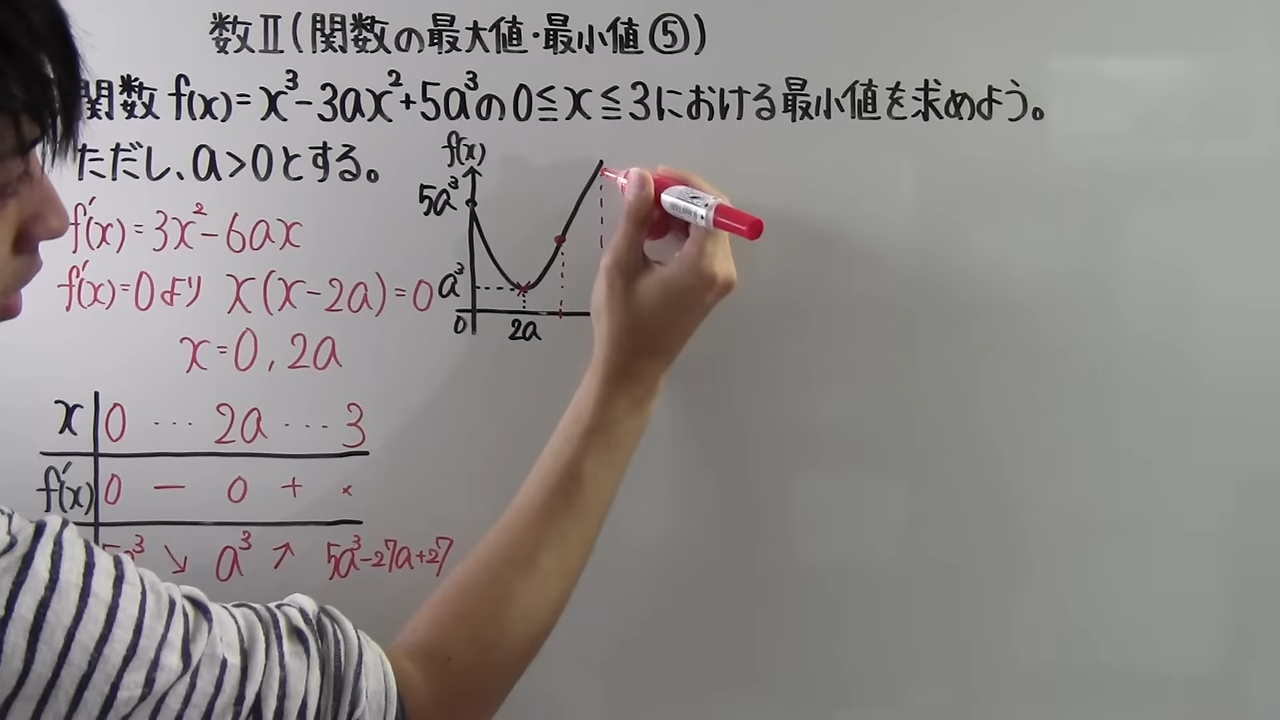 数Ⅱ(関数の最大値・最小値⑤)
関数 f(x)=x³-3ax²+5a³の0≦x≦3における最小値を求めよう。
ただし、a>0とする。
f'(x)=3x²-6ax
f'(x)=0より x(x-2a)=0
x=0,2a
x 0 … 2a … 3
f'(x) 0 - 0 + ×
5a³ ↘ a³ ↗ 5a³-27a+27
f(x)
5a³
a³
0 2a